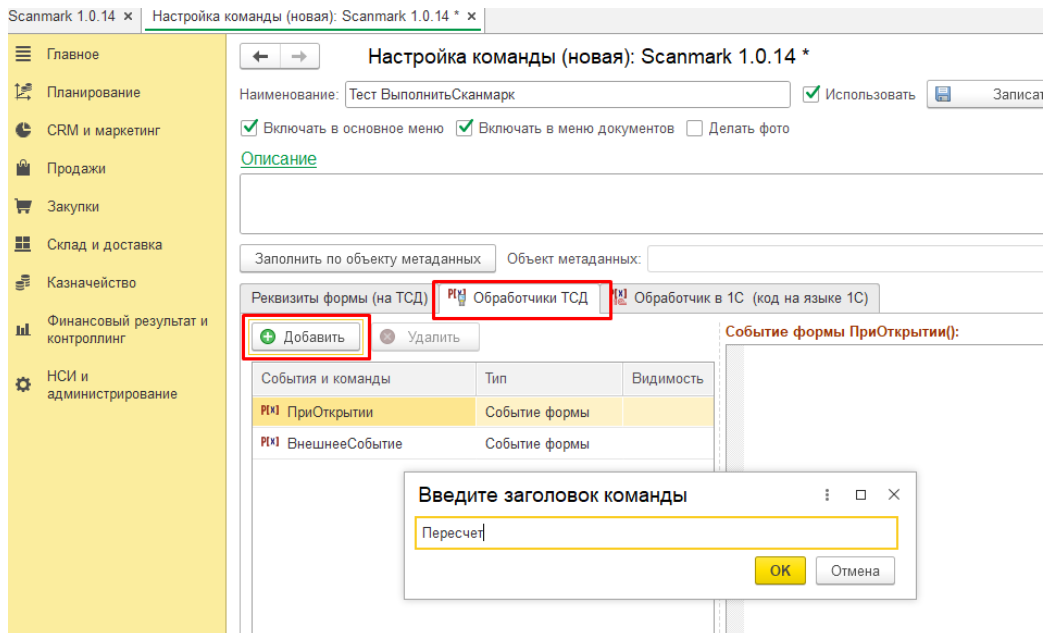 Scanmark 1.0.14 × Настройка команды (новая): Scanmark 1.0.14 * ×
Главное
Планирование
CRM и маркетинг
Продажи
Закупки
Склад и доставка
Казначейство
Финансовый результат и
контроллинг
НСИ и
администрирование
Настройка команды (новая): Scanmark 1.0.14 *
Наименование: Тест ВыполнитьСканмарк Использовать Записат
Включать в основное меню Включать в меню документов Делать фото
Описание
Заполнить по объекту метаданных Объект метаданных:
Реквизиты формы (на ТСД) Обработчики ТСД Обработчик в 1С (код на языке 1С)
Добавить Удалить Событие формы ПриОткрытии():
События и команды Тип Видимость
P[x] ПриОткрытии Событие формы
P[x] ВнешнееСобытие Событие формы
Введите заголовок команды
Пересчет
ОК Отмена